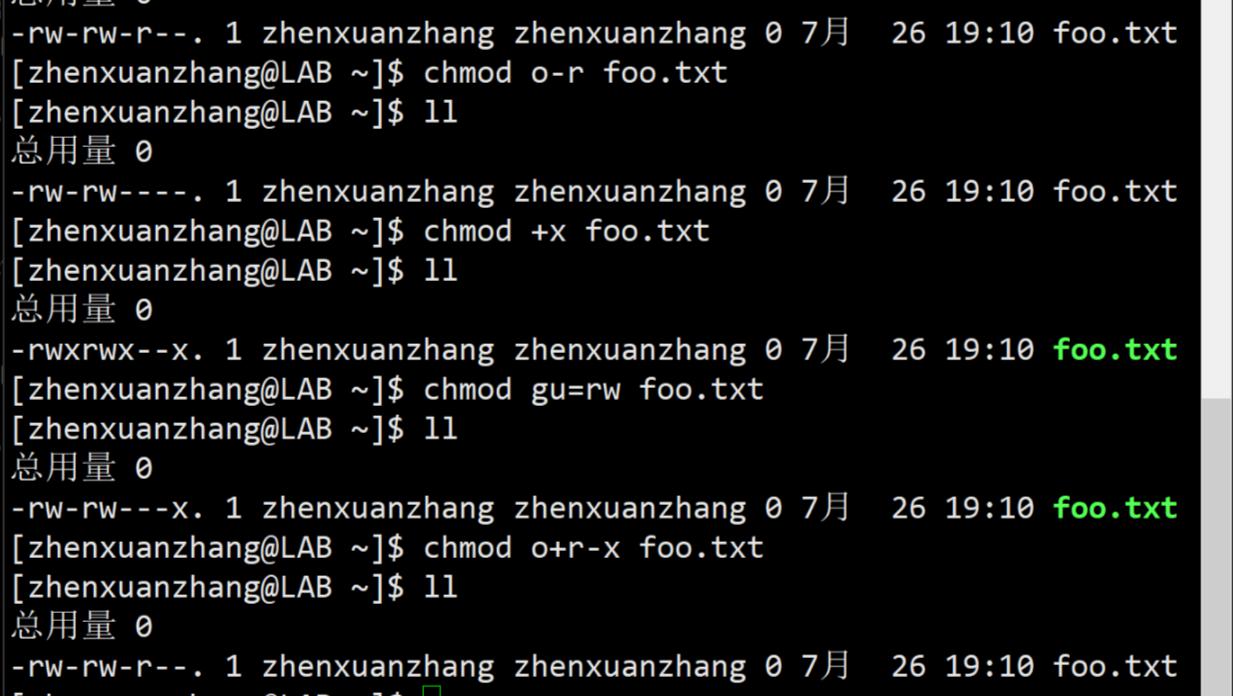 总用量 0
-rw-rw-r--. 1 zhenxuanzhang zhenxuanzhang 0 7月  26 19:10 foo.txt
[zhenxuanzhang@LAB ~]$ chmod o-r foo.txt
[zhenxuanzhang@LAB ~]$ ll
总用量 0
-rw-rw----. 1 zhenxuanzhang zhenxuanzhang 0 7月  26 19:10 foo.txt
[zhenxuanzhang@LAB ~]$ chmod +x foo.txt
[zhenxuanzhang@LAB ~]$ ll
总用量 0
-rwxrwx--x. 1 zhenxuanzhang zhenxuanzhang 0 7月  26 19:10 foo.txt
[zhenxuanzhang@LAB ~]$ chmod gu=rw foo.txt
[zhenxuanzhang@LAB ~]$ ll
总用量 0
-rw-rw---x. 1 zhenxuanzhang zhenxuanzhang 0 7月  26 19:10 foo.txt
[zhenxuanzhang@LAB ~]$ chmod o+r-x foo.txt
[zhenxuanzhang@LAB ~]$ ll
总用量 0
-rw-rw-r--. 1 zhenxuanzhang zhenxuanzhang 0 7月  26 19:10 foo.txt